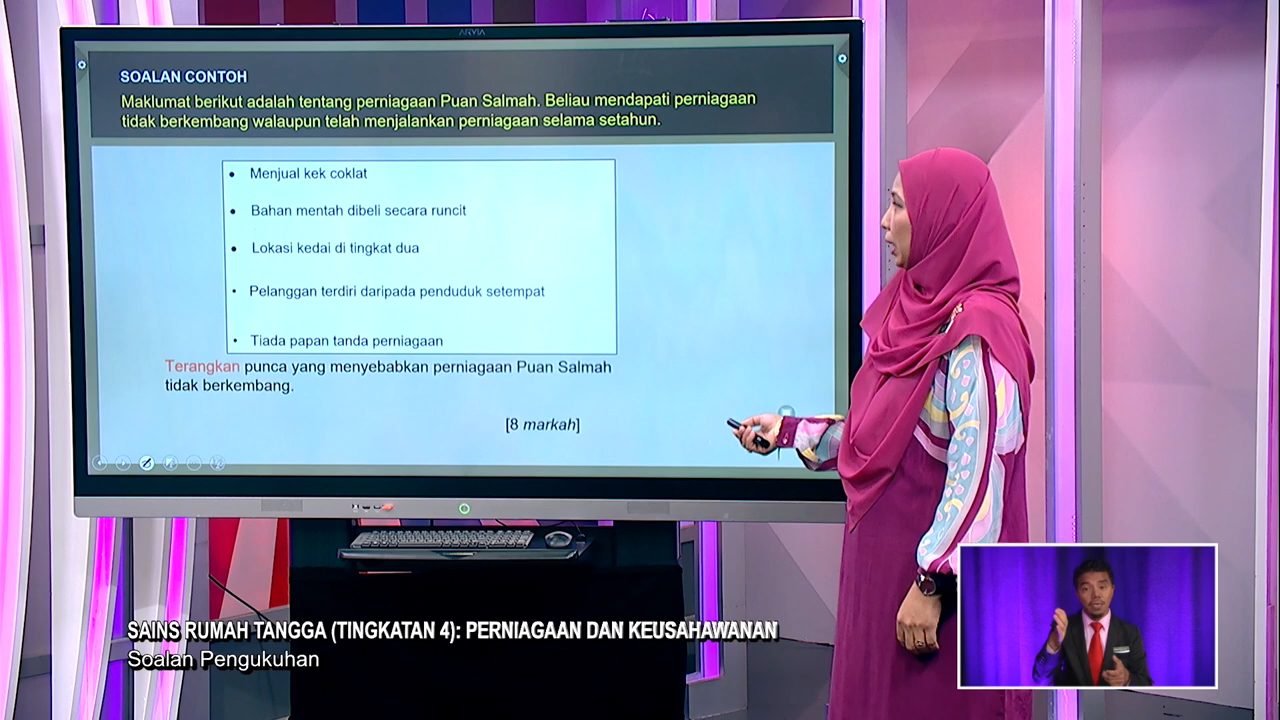 ARVIA
SOALAN CONTOH
Maklumat berikut adalah tentang perniagaan Puan Salmah. Beliau mendapati perniagaan
tidak berkembang walaupun telah menjalankan perniagaan selama setahun.
• Menjual kek coklat
• Bahan mentah dibeli secara runcit
• Lokasi kedai di tingkat dua
• Pelanggan terdiri daripada penduduk setempat
• Tiada papan tanda perniagaan
Terangkan punca yang menyebabkan perniagaan Puan Salmah
tidak berkembang.
[8 markah]
SAINS RUMAH TANGGA (TINGKATAN 4): PERNIAGAAN DAN KEUSAHAWANAN
Soalan Pengukuhan